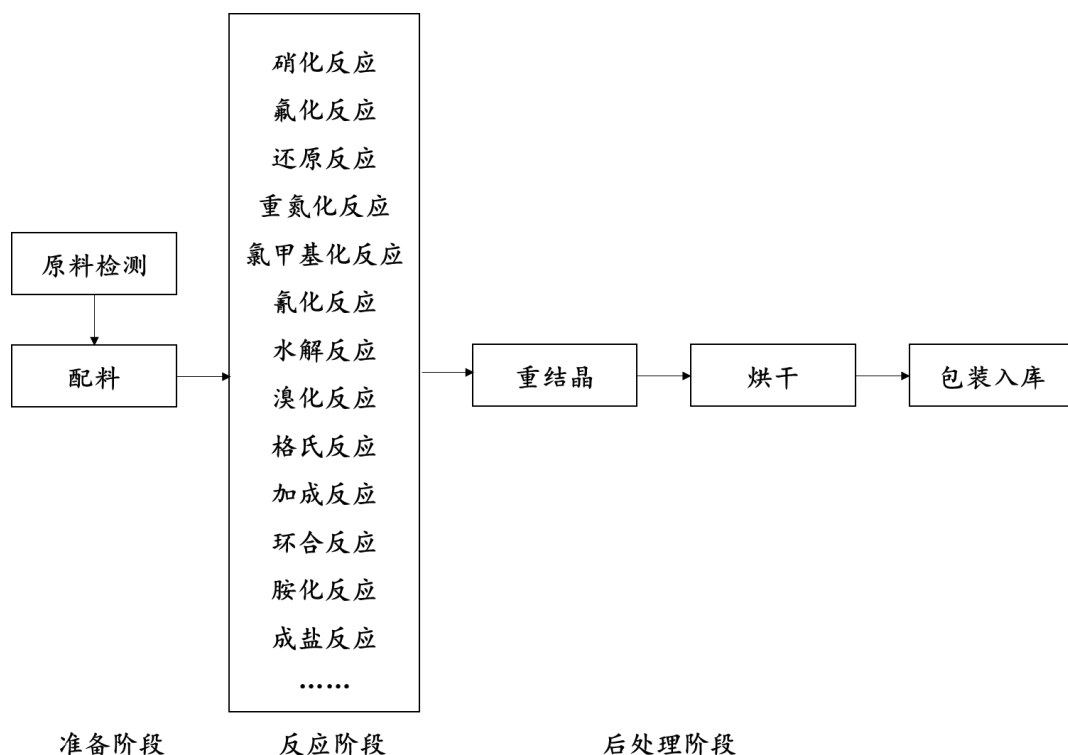 原料检测
配料
硝化反应
氟化反应
还原反应
重氮化反应
氯甲基化反应
氰化反应
水解反应
溴化反应
格氏反应
加成反应
环合反应
胺化反应
成盐反应
……
重结晶
烘干
包装入库
准备阶段
反应阶段
后处理阶段